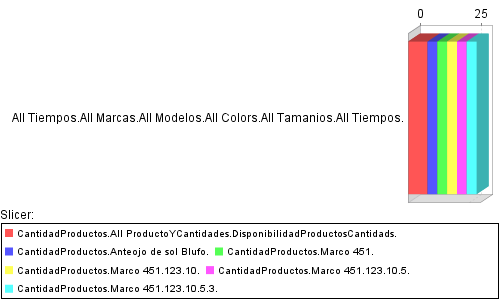 0 25
All Tiempos.All Marcas.All Modelos.All Colors.All Tamanios.All Tiempos.
Slicer:
CantidadProductos.All ProductoYCantidades.DisponibilidadProductosCantidads.
CantidadProductos.Anteojo de sol Blufo. CantidadProductos.Marco 451.
CantidadProductos.Marco 451.123.10. CantidadProductos.Marco 451.123.10.5.
CantidadProductos.Marco 451.123.10.5.3.